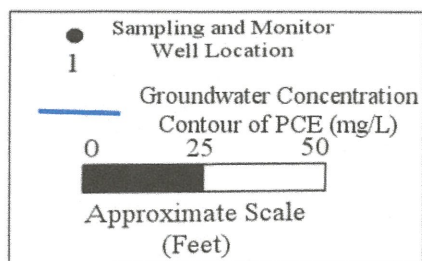 Sampling and Monitor
Well Location
1
Groundwater Concentration
Contour of PCE (mg/L)
0 25 50
Approximate Scale
(Feet)